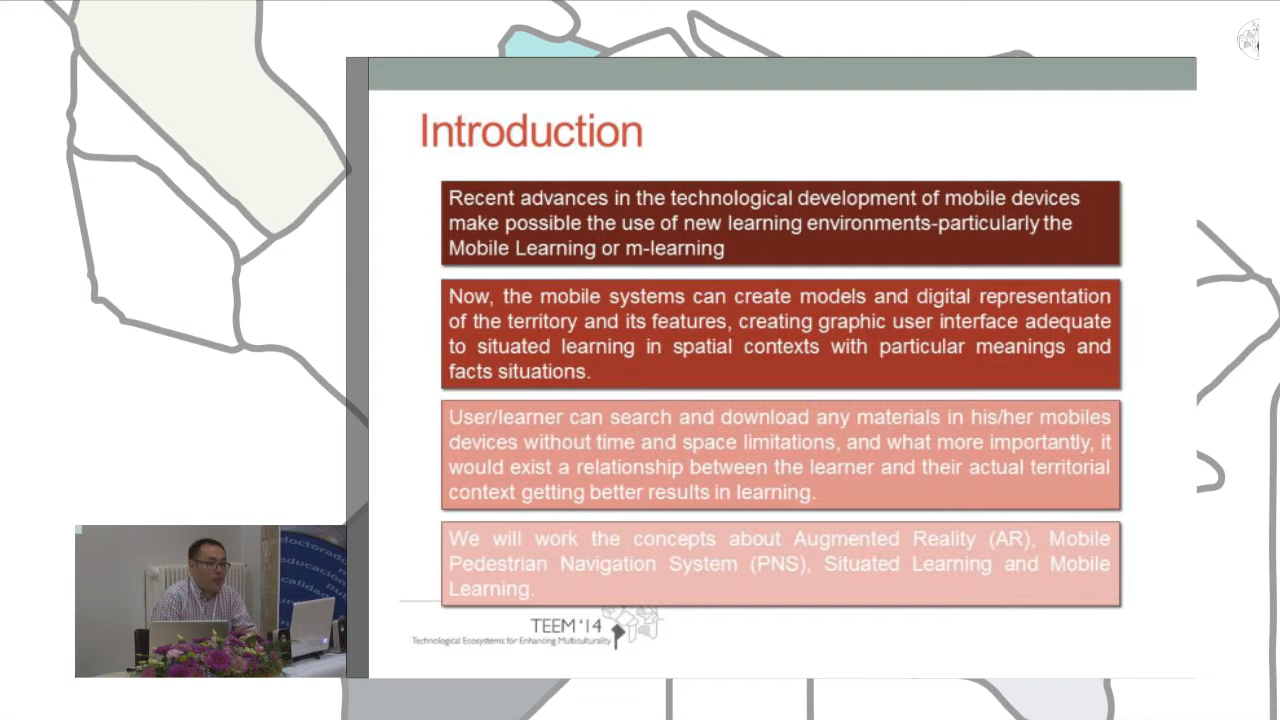 Introduction
Recent advances in the technological development of mobile devices
make possible the use of new learning environments-particularly the
Mobile Learning or m-learning
Now, the mobile systems can create models and digital representation
of the territory and its features, creating graphic user interface adequate
to situated learning in spatial contexts with particular meanings and
facts situations.
User/learner can search and download any materials in his/her mobiles
devices without time and space limitations, and what more importantly, it
would exist a relationship between the learner and their actual territorial
context getting better results in learning.
We will work the concepts about Augmented Reality (AR), Mobile
Pedestrian Navigation System (PNS), Situated Learning and Mobile
Learning.
TEEM'14
Technological Ecosystems for Enhancing Multiculturality
doctorado
educación
calidad